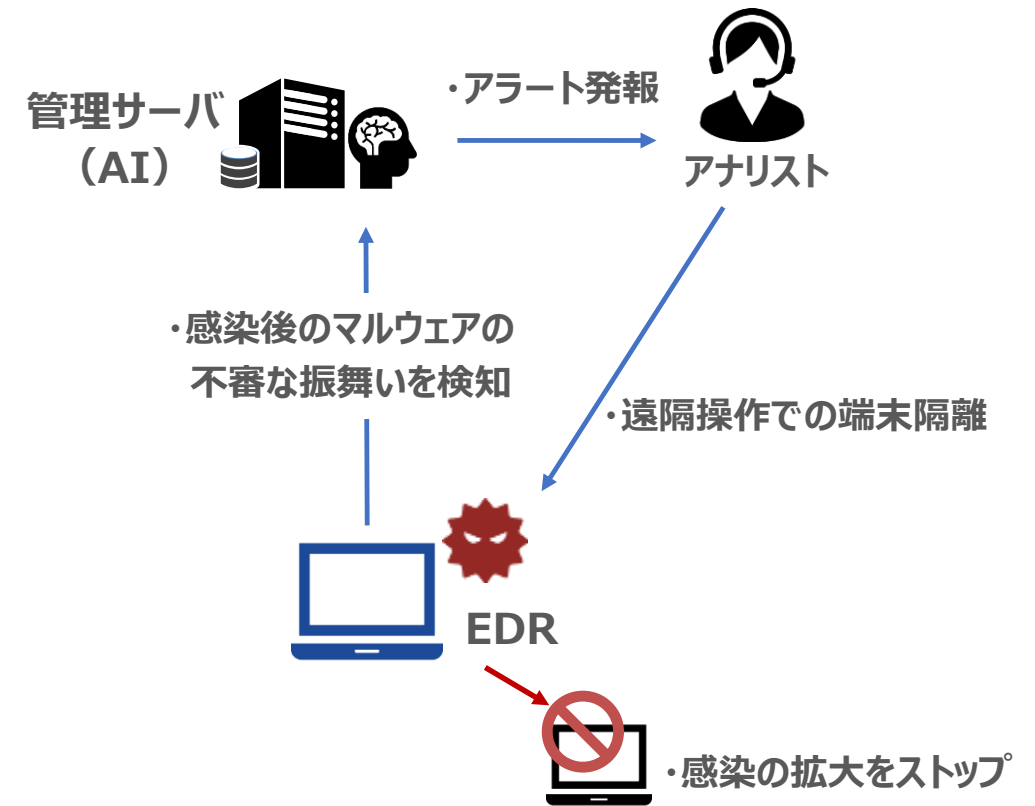 ・アラート発報
管理サーバ
（AI）
アナリスト
・感染後のマルウェアの
不審な振舞いを検知
・遠隔操作での端末隔離
EDR
・感染の拡大をストップ